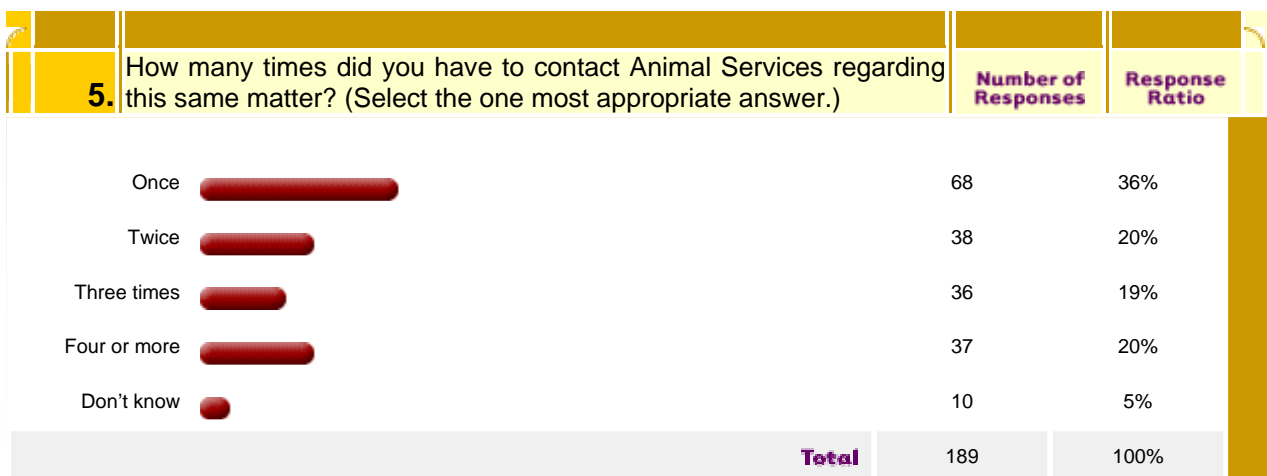 5. How many times did you have to contact Animal Services regarding this same matter? (Select the one most appropriate answer.)
Number of Responses
Response Ratio
Once 68 36%
Twice 38 20%
Three times 36 19%
Four or more 37 20%
Don’t know 10 5%
Total 189 100%